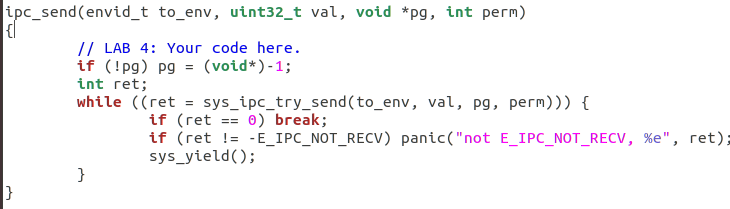 ipc_send(envid_t to_env, uint32_t val, void *pg, int perm)
{
        // LAB 4: Your code here.
        if (!pg) pg = (void*)-1;
        int ret;
        while ((ret = sys_ipc_try_send(to_env, val, pg, perm))) {
                if (ret == 0) break;
                if (ret != -E_IPC_NOT_RECV) panic("not E_IPC_NOT_RECV, %e", ret);
                sys_yield();
        }
}